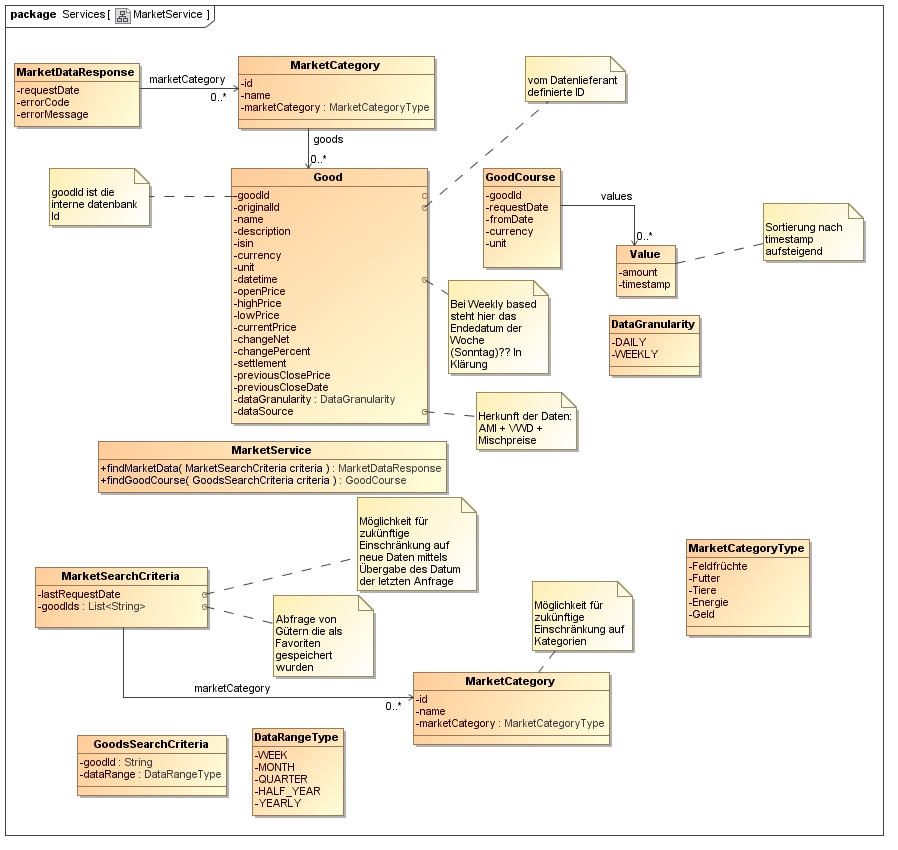 package Services [ MarketService ]
MarketDataResponse
-requestDate
-errorCode
-errorMessage
marketCategory
0..*
MarketCategory
-id
-name
-marketCategory : MarketCategoryType
vom Datenlieferant
definierte ID
goods
0..*
goodId ist die
interne datenbank
Id
Good
-goodId
-originalId
-name
-description
-isin
-currency
-unit
-datetime
-openPrice
-highPrice
-lowPrice
-currentPrice
-changeNet
-changePercent
-settlement
-previousClosePrice
-previousCloseDate
-dataGranularity : DataGranularity
-dataSource
GoodCourse
-goodId
-requestDate
-fromDate
-currency
-unit
values
0..*
Value
-amount
-timestamp
Sortierung nach
timestamp
aufsteigend
Bei Weekly based
steht hier das
Endedatum der
Woche
(Sonntag)?? In
Klärung
DataGranularity
-DAILY
-WEEKLY
Herkunft der Daten:
AMI + VWD +
Mischpreise
MarketService
+findMarketData( MarketSearchCriteria criteria ) : MarketDataResponse
+findGoodCourse( GoodsSearchCriteria criteria ) : GoodCourse
Möglichkeit für
zukünftige
Einschränkung auf
neue Daten mittels
Übergabe des Datum
der letzten Anfrage
MarketSearchCriteria
-lastRequestDate
-goodIds : List<String>
Abfrage von
Gütern die als
Favoriten
gespeichert
wurden
Möglichkeit für
zukünftige
Einschränkung auf
Kategorien
MarketCategoryType
-Feldfrüchte
-Futter
-Tiere
-Energie
-Geld
marketCategory
0..*
MarketCategory
-id
-name
-marketCategory : MarketCategoryType
GoodsSearchCriteria
-goodId : String
-dataRange : DataRangeType
DataRangeType
-WEEK
-MONTH
-QUARTER
-HALF_YEAR
-YEARLY